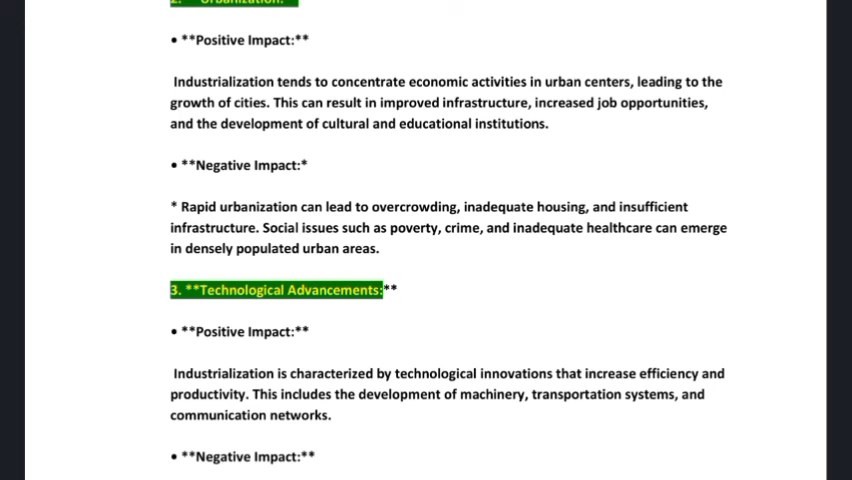 2. **Urbanization:**
• **Positive Impact:**
Industrialization tends to concentrate economic activities in urban centers, leading to the
growth of cities. This can result in improved infrastructure, increased job opportunities,
and the development of cultural and educational institutions.
• **Negative Impact:*
* Rapid urbanization can lead to overcrowding, inadequate housing, and insufficient
infrastructure. Social issues such as poverty, crime, and inadequate healthcare can emerge
in densely populated urban areas.
3. **Technological Advancements:**
• **Positive Impact:**
Industrialization is characterized by technological innovations that increase efficiency and
productivity. This includes the development of machinery, transportation systems, and
communication networks.
• **Negative Impact:**